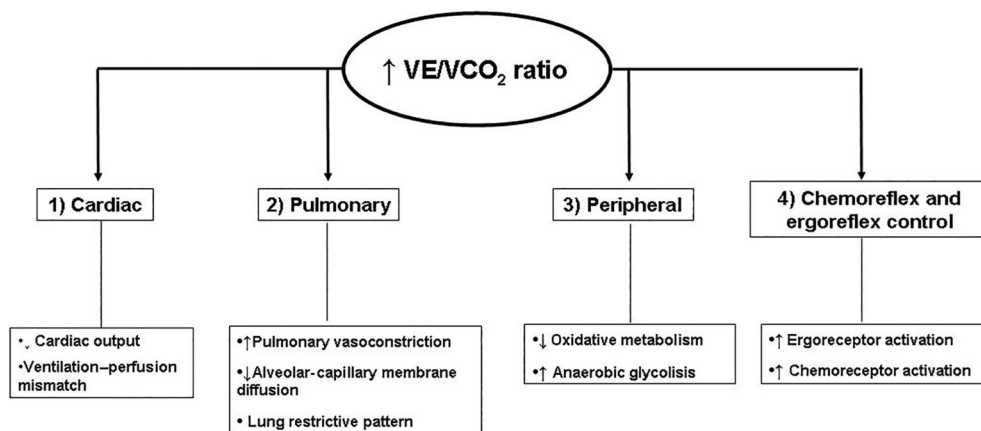 ↑ VE/VCO₂ ratio
1) Cardiac
2) Pulmonary
3) Peripheral
4) Chemoreflex and
ergoreflex control
•˯ Cardiac output
•Ventilation–perfusion
mismatch
•↑Pulmonary vasoconstriction
•↓Alveolar-capillary membrane
diffusion
• Lung restrictive pattern
•↓ Oxidative metabolism
•↑ Anaerobic glycolisis
•↑ Ergoreceptor activation
•↑ Chemoreceptor activation